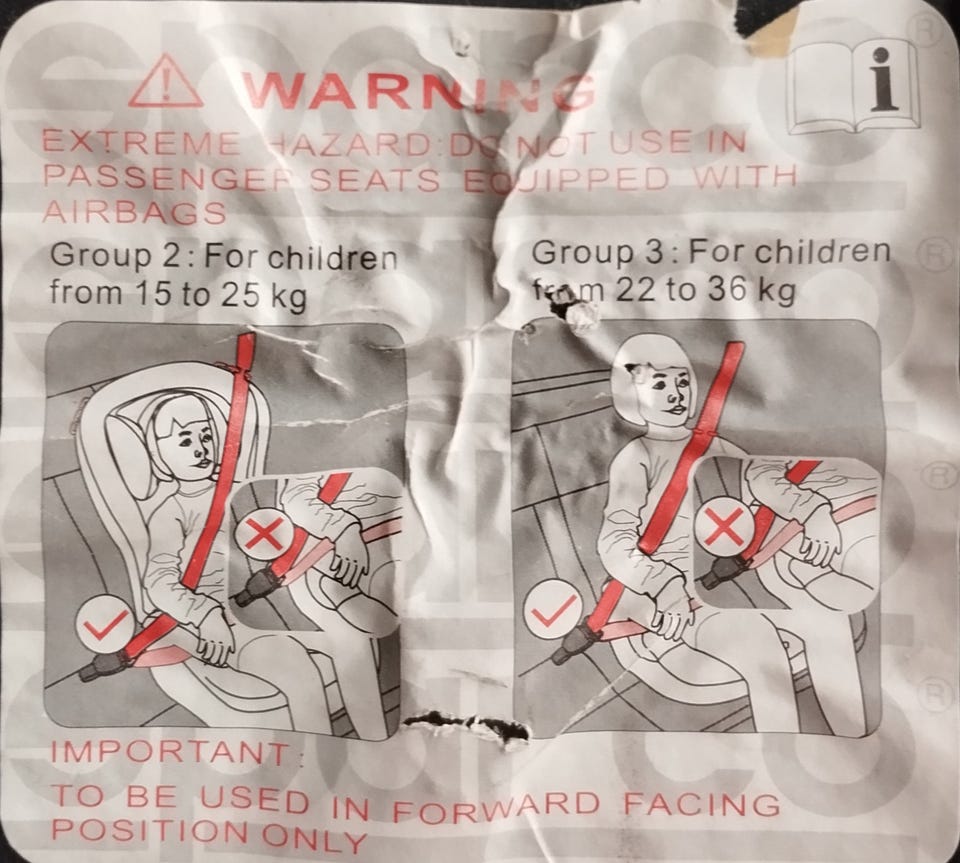 WARNING
i
EXTREME HAZARD: DO NOT USE IN
PASSENGER SEATS EQUIPPED WITH
AIRBAGS
Group 2 : For children
from 15 to 25 kg
Group 3 : For children
from 22 to 36 kg
IMPORTANT:
TO BE USED IN FORWARD FACING
POSITION ONLY